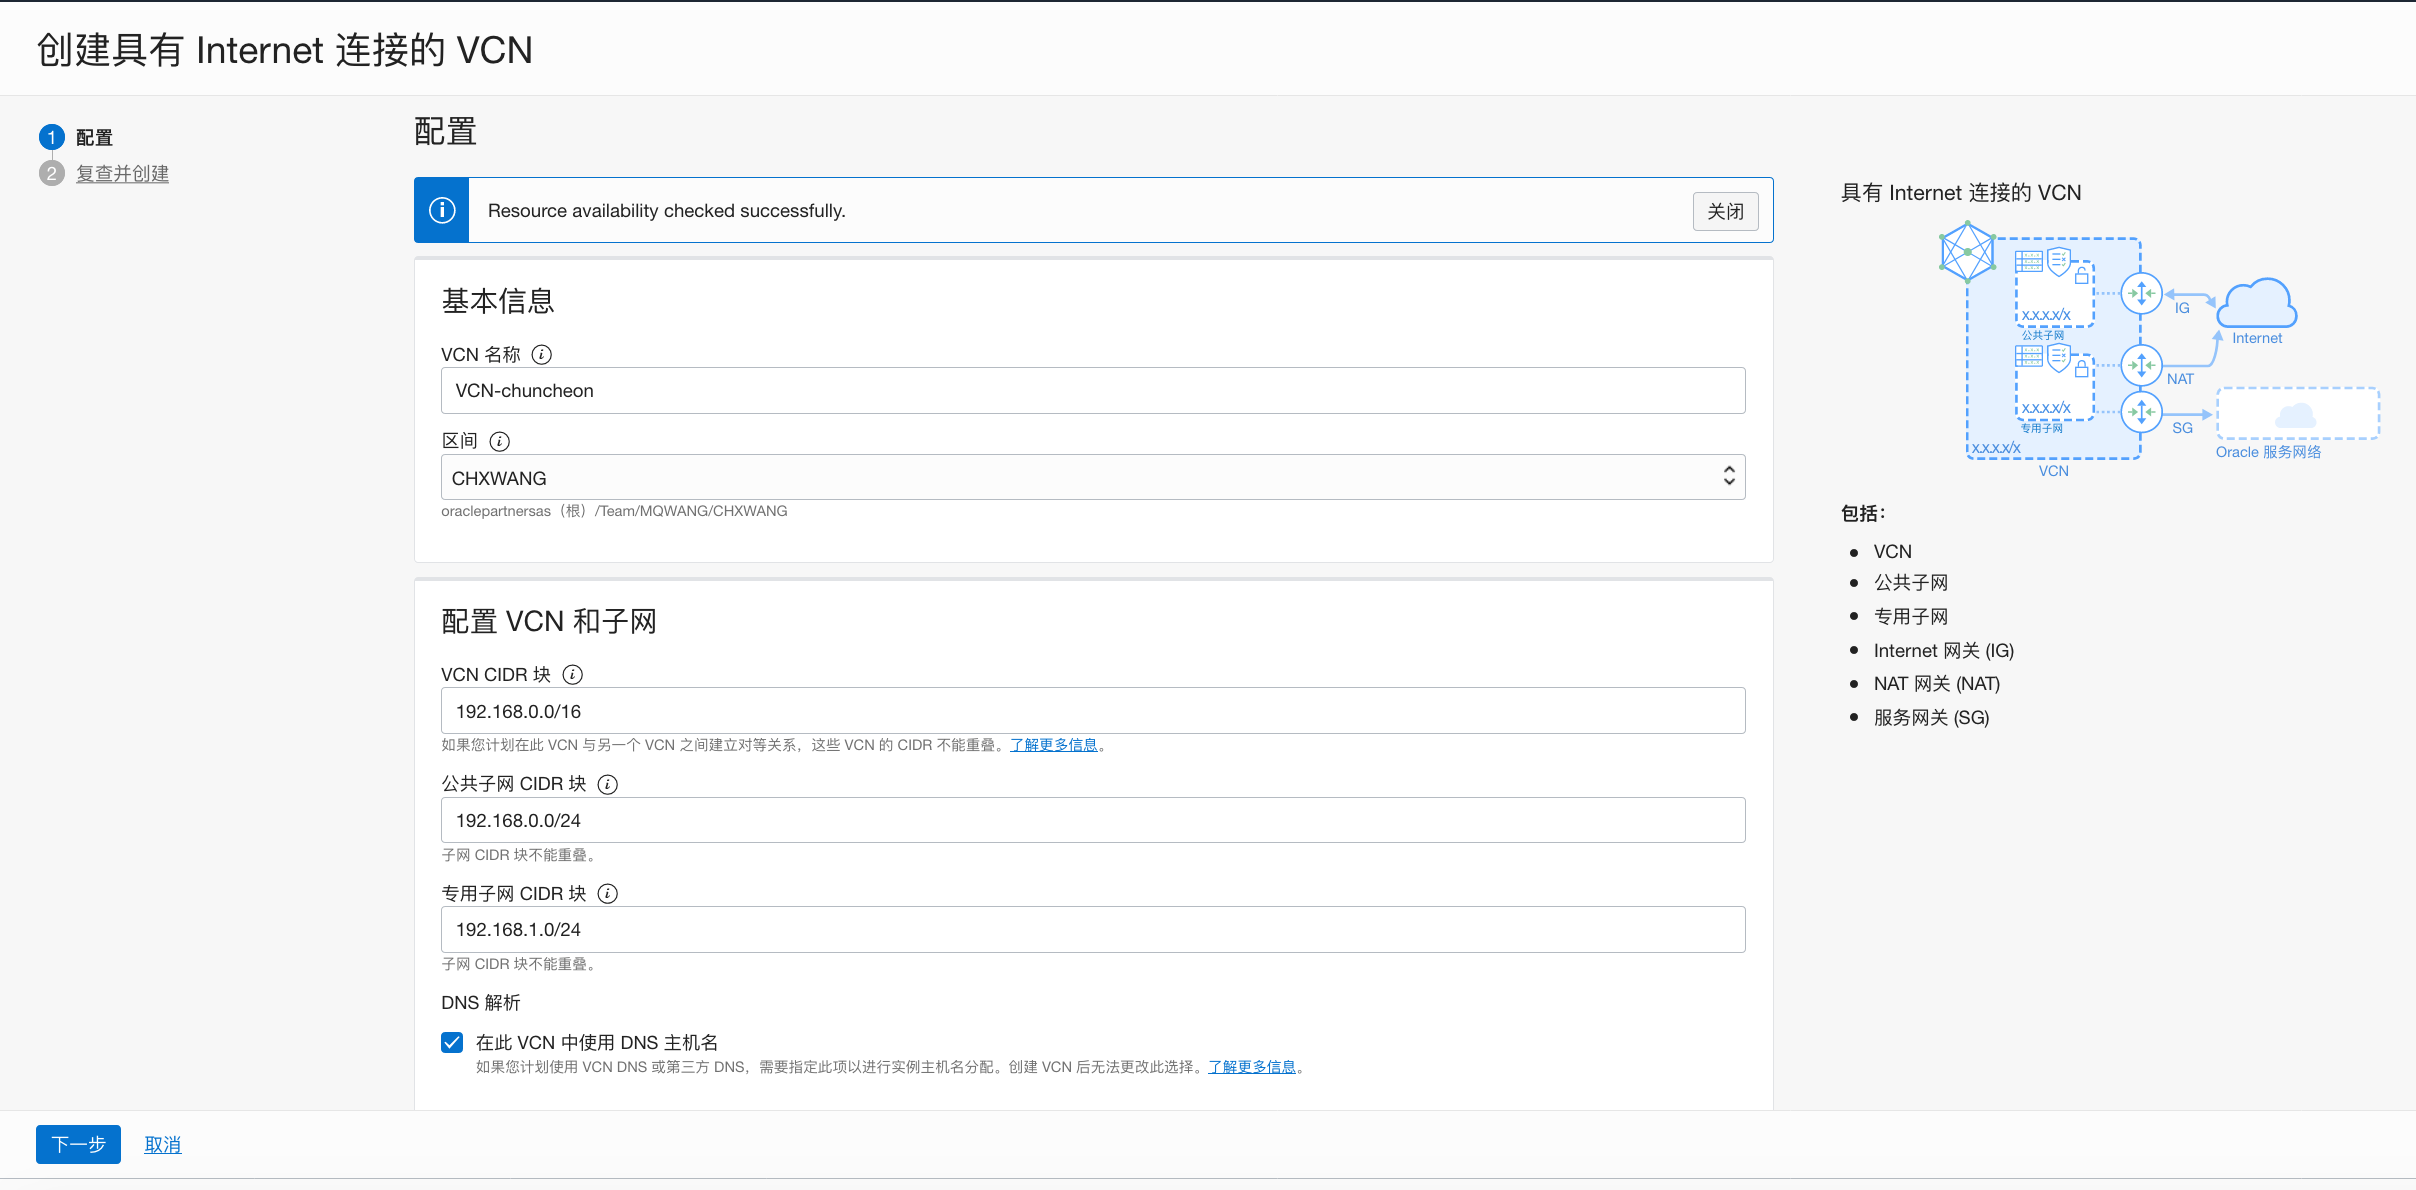 创建具有 Internet 连接的 VCN
1 配置
2 复查并创建
配置
Resource availability checked successfully.
关闭
基本信息
VCN 名称
VCN-chuncheon
区间
CHXWANG
oraclepartnersas（根）/Team/MQWANG/CHXWANG
配置 VCN 和子网
VCN CIDR 块
192.168.0.0/16
如果您计划在此 VCN 与另一个 VCN 之间建立对等关系，这些 VCN 的 CIDR 不能重叠。了解更多信息。
公共子网 CIDR 块
192.168.0.0/24
子网 CIDR 块不能重叠。
专用子网 CIDR 块
192.168.1.0/24
子网 CIDR 块不能重叠。
DNS 解析
在此 VCN 中使用 DNS 主机名
如果您计划使用 VCN DNS 或第三方 DNS，需要指定此项以进行实例主机名分配。创建 VCN 后无法更改此选择。了解更多信息。
具有 Internet 连接的 VCN
X.X.X.X/X
公共子网
IG
Internet
X.X.X.X/X
专用子网
NAT
SG
X.X.X.X/X
VCN
Oracle 服务网络
包括：
VCN
公共子网
专用子网
Internet 网关 (IG)
NAT 网关 (NAT)
服务网关 (SG)
下一步
取消